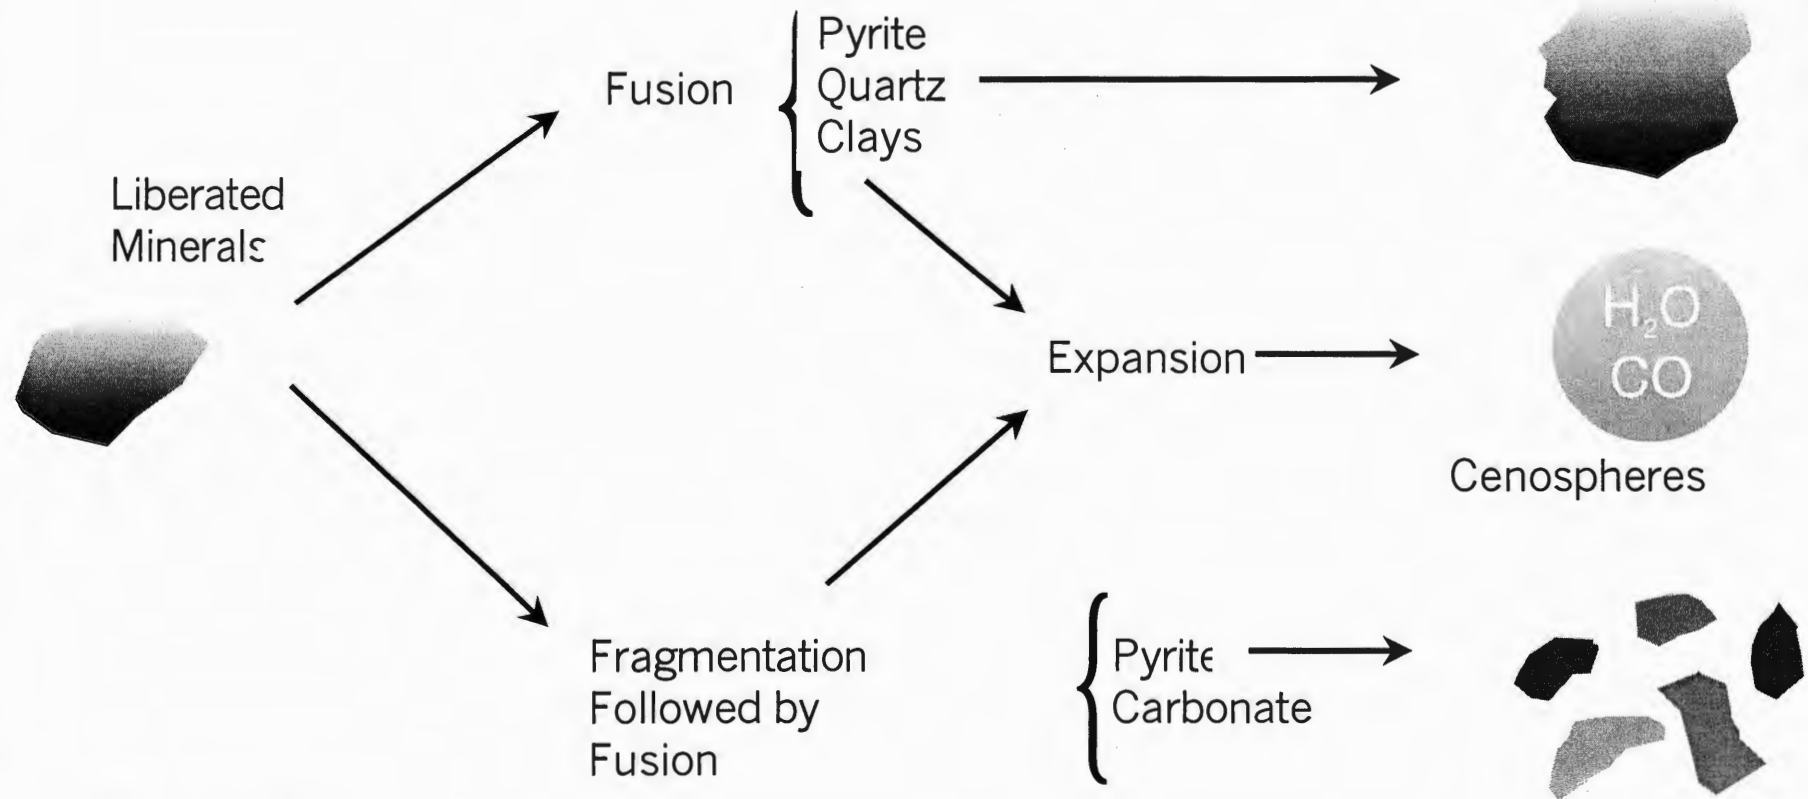 Fusion
Pyrite
Quartz
Clays
Liberated
Minerals
Expansion
H₂O
CO
Cenospheres
Fragmentation
Followed by
Fusion
Pyrite
Carbonate